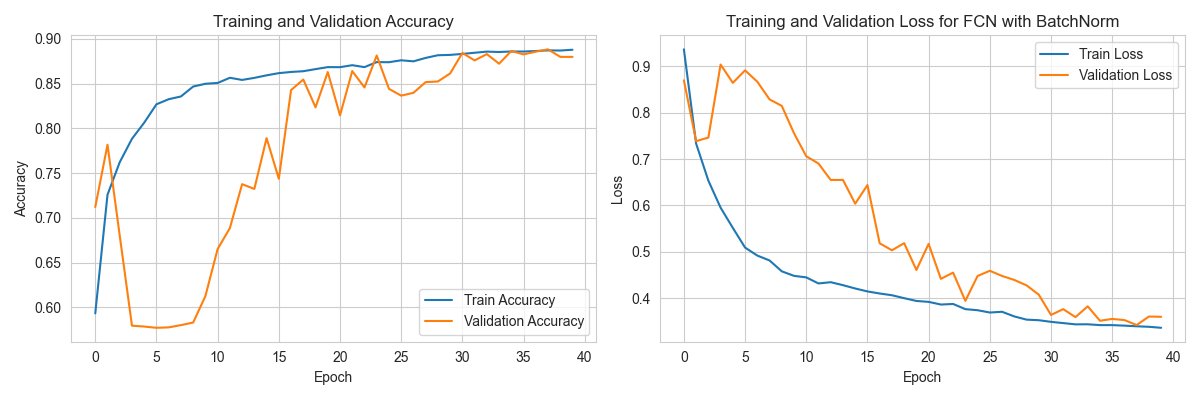 Training and Validation Accuracy
0.90
0.85
0.80
0.75
0.70
0.65
0.60
Accuracy
Train Accuracy
Validation Accuracy
0 5 10 15 20 25 30 35 40
Epoch
Training and Validation Loss for FCN with BatchNorm
0.9
0.8
0.7
0.6
0.5
0.4
Loss
Train Loss
Validation Loss
0 5 10 15 20 25 30 35 40
Epoch